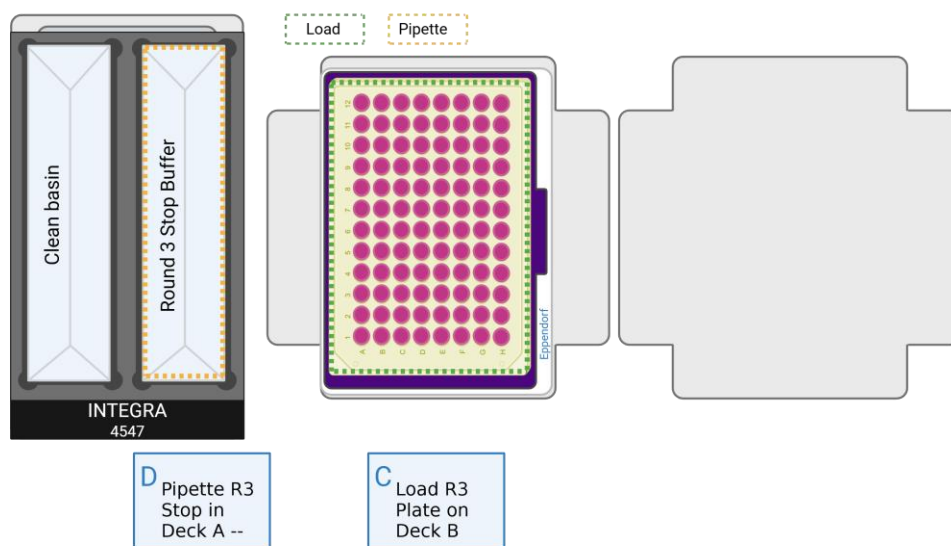 Load
Pipette
Clean basin
Round 3 Stop Buffer
12
11
10
9
8
7
6
5
4
3
2
1
A
B
C
D
E
F
G
H
Eppendorf
INTEGRA
4547
D
Pipette R3
Stop in
Deck A --
C
Load R3
Plate on
Deck B